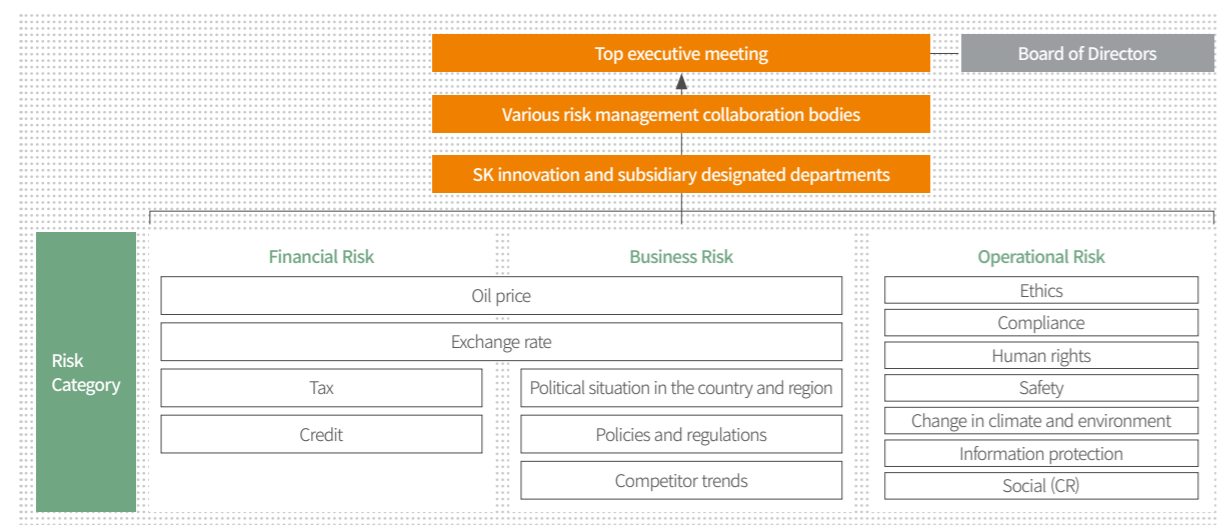 Top executive meeting
Board of Directors
Various risk management collaboration bodies
SK innovation and subsidiary designated departments
Risk
Category
Financial Risk
Business Risk
Operational Risk
Oil price
Exchange rate
Tax
Credit
Political situation in the country and region
Policies and regulations
Competitor trends
Ethics
Compliance
Human rights
Safety
Change in climate and environment
Information protection
Social (CR)